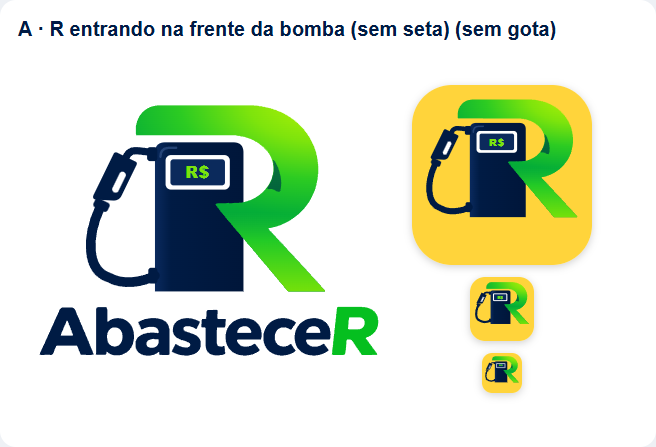 A · R entrando na frente da bomba (sem seta) (sem gota)
R$
R
AbasteceR
R$
R
R$
R
R